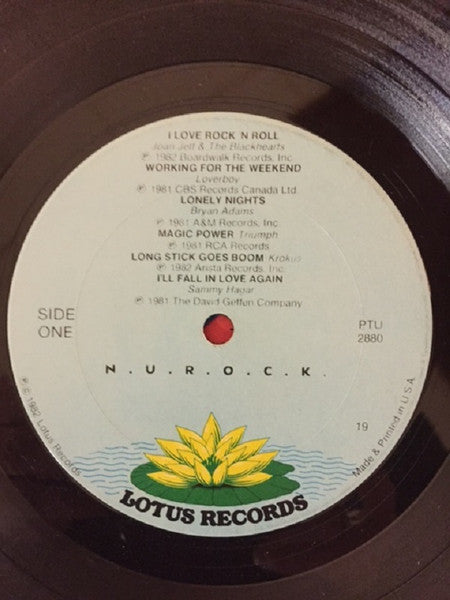 I LOVE ROCK 'N ROLL
Joan Jett & The Blackhearts
℗ 1982 Boardwalk Records, Inc.
WORKING FOR THE WEEKEND
Loverboy
℗ 1981 CBS Records Canada Ltd.
LONELY NIGHTS
Bryan Adams
℗ 1981 A&M Records, Inc.
MAGIC POWER Triumph
℗ 1981 RCA Records
LONG STICK GOES BOOM Krokus
℗ 1982 Arista Records, Inc.
I'LL FALL IN LOVE AGAIN
Sammy Hagar
℗ 1981 The David Geffen Company
SIDE
ONE
PTU
2880
N.U.R.O.C.K.
19
℗ © 1982 Lotus Records
Made & Printed in U.S.A.
LOTUS RECORDS